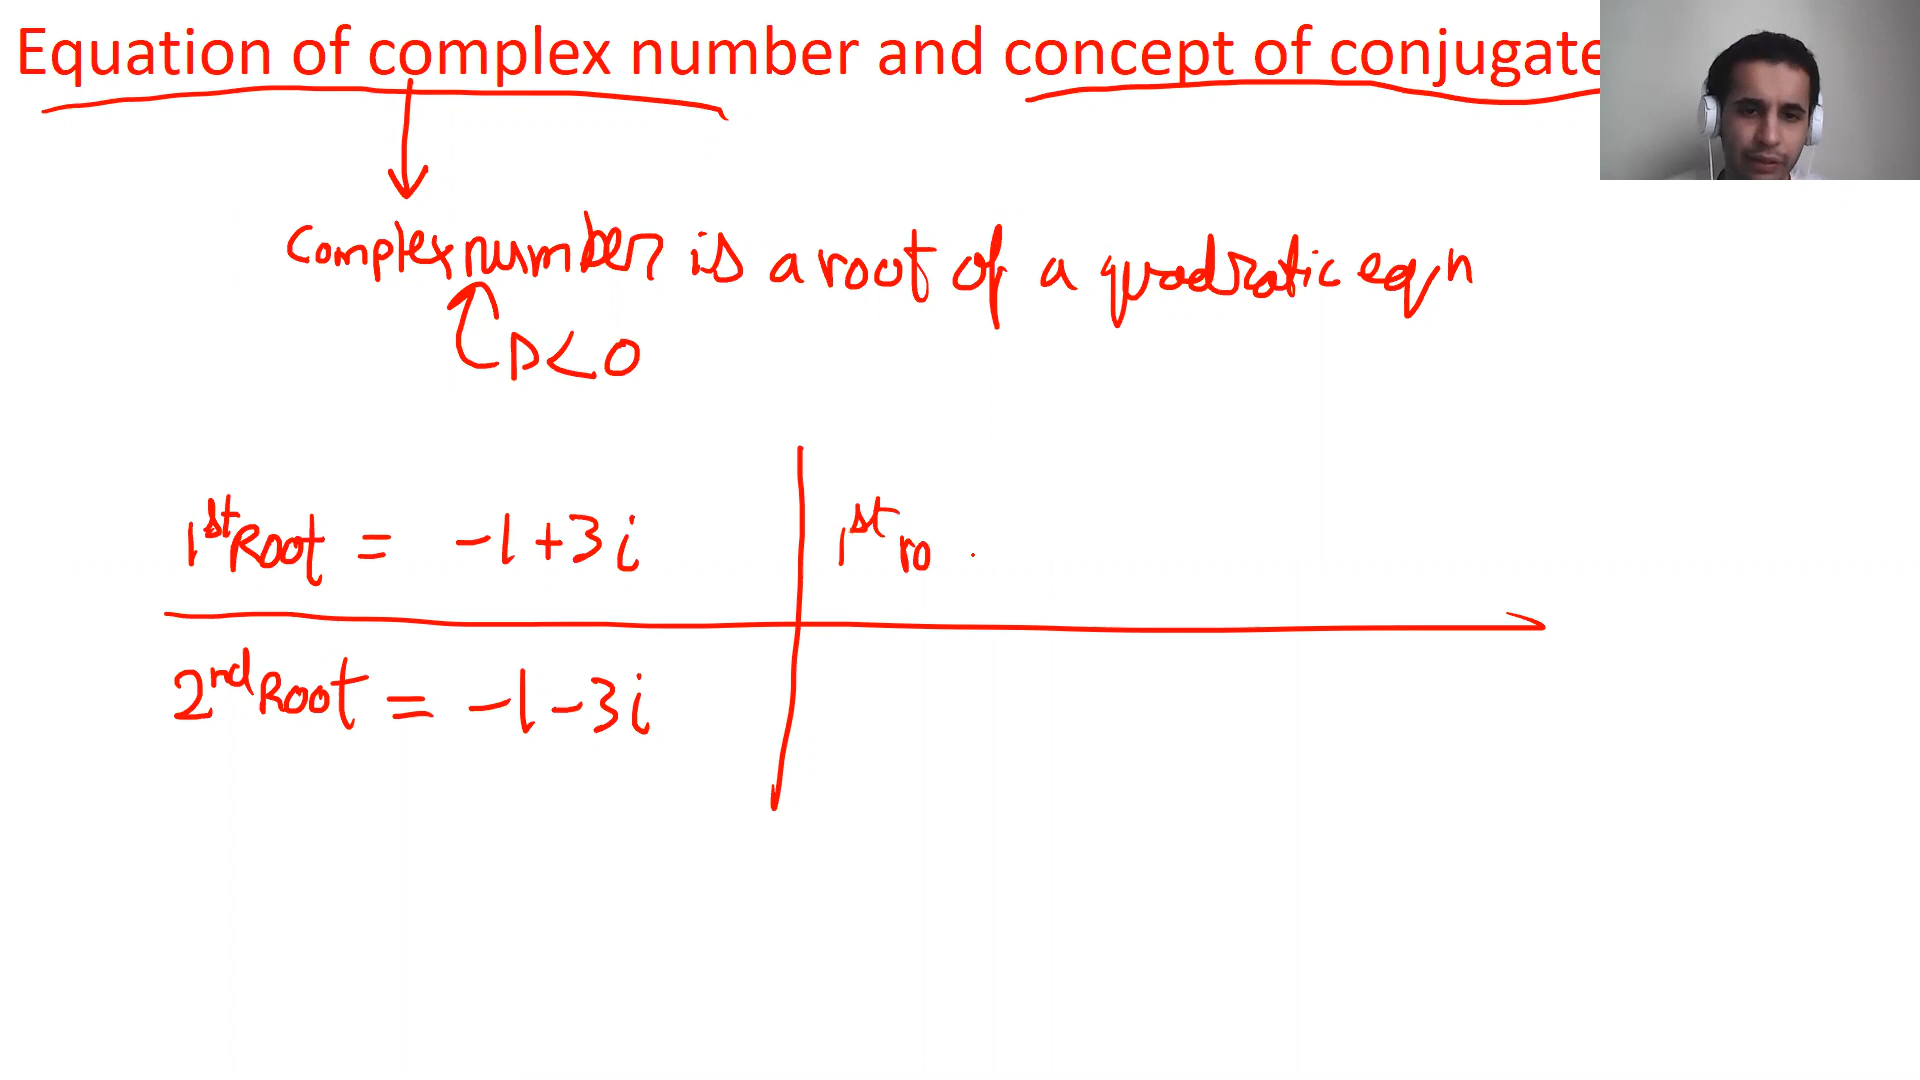 Equation of complex number and concept of conjugate
Complex number is a root of a quadratic eqn
D<0
1st Root = -1+3i
1st ro
2nd Root = -1-3i